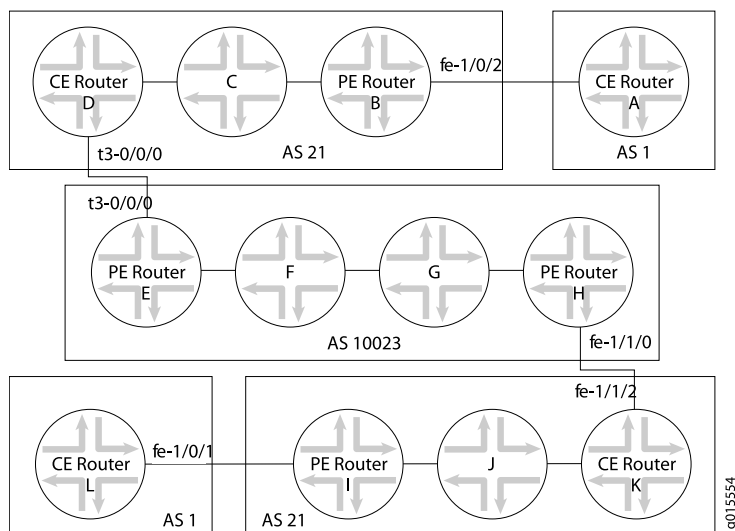 CE Router
D
C
PE Router
B
fe-1/0/2
CE Router
A
AS 21
AS 1
t3-0/0/0
t3-0/0/0
PE Router
E
F
G
PE Router
H
AS 10023
fe-1/1/0
fe-1/1/2
CE Router
L
fe-1/0/1
PE Router
I
J
CE Router
K
AS 1
AS 21
g015554